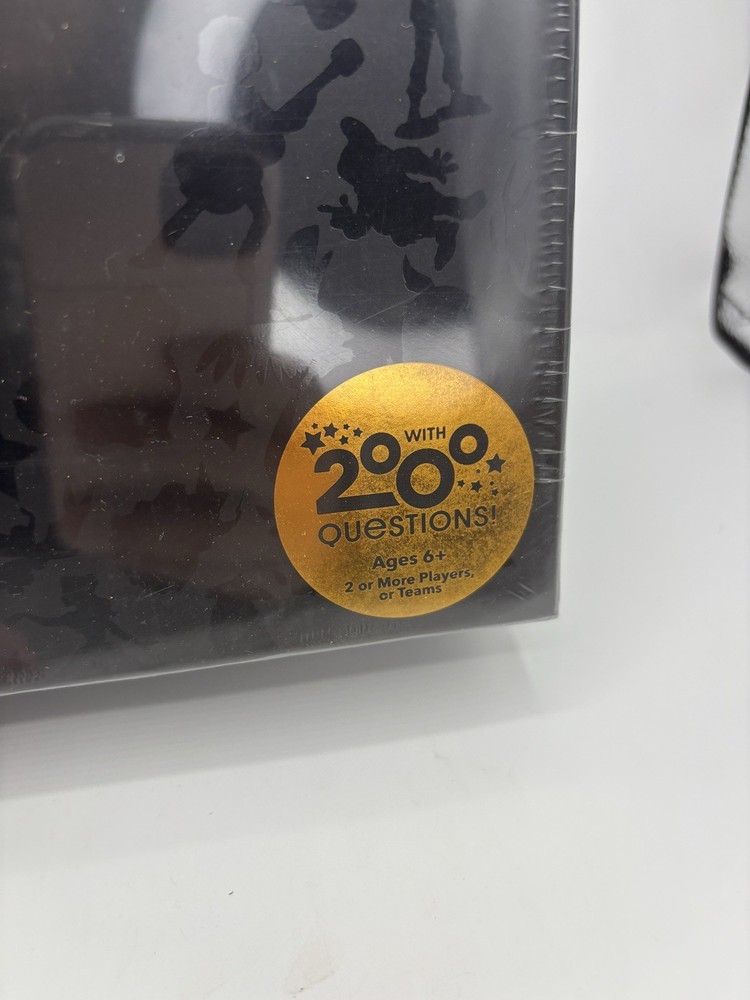 WITH
2000
QUESTIONS!
Ages 6+
2 or More Players,
or Teams